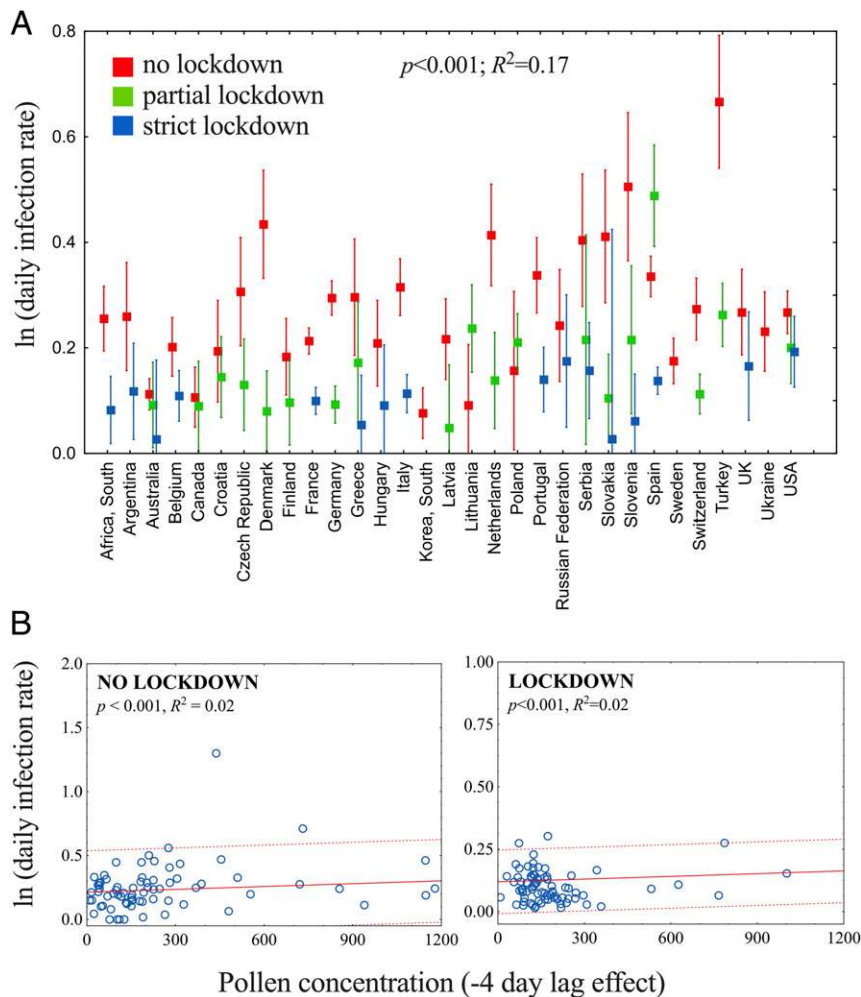 A
0.8
0.6
0.4
0.2
0.0
ln (daily infection rate)
no lockdown
partial lockdown
strict lockdown
p<0.001; R²=0.17
Africa, South
Argentina
Australia
Belgium
Canada
Croatia
Czech Republic
Denmark
Finland
France
Germany
Greece
Hungary
Italy
Korea, South
Latvia
Lithuania
Netherlands
Poland
Portugal
Russian Federation
Serbia
Slovakia
Slovenia
Spain
Sweden
Switzerland
Turkey
UK
Ukraine
USA
B
ln (daily infection rate)
2.0
1.5
1.0
0.5
0.0
NO LOCKDOWN
p < 0.001, R² = 0.02
0 300 600 900 1200
1.00
0.75
0.50
0.25
0.00
LOCKDOWN
p<0.001, R²=0.02
0 300 600 900 1200
Pollen concentration (-4 day lag effect)